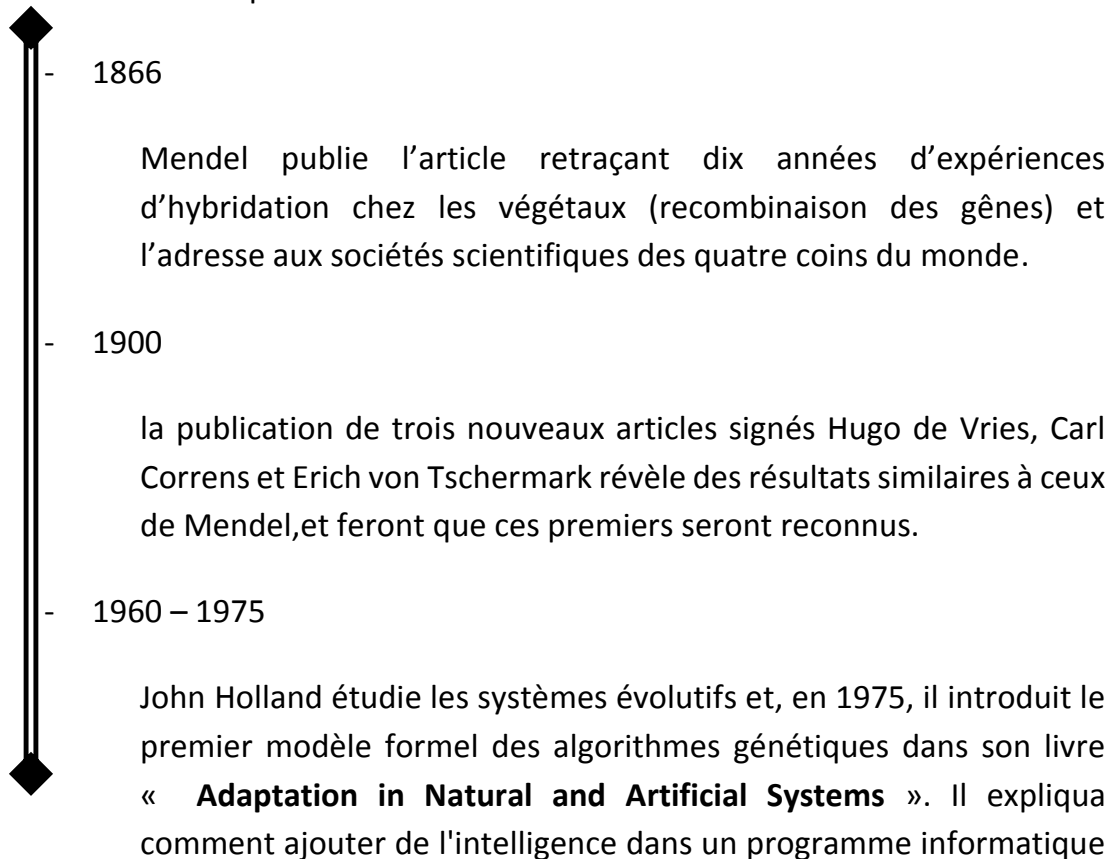 - 1866
Mendel publie l’article retraçant dix années d’expériences
d’hybridation chez les végétaux (recombinaison des gênes) et
l’adresse aux sociétés scientifiques des quatre coins du monde.
- 1900
la publication de trois nouveaux articles signés Hugo de Vries, Carl
Correns et Erich von Tschermark révèle des résultats similaires à ceux
de Mendel,et feront que ces premiers seront reconnus.
- 1960 – 1975
John Holland étudie les systèmes évolutifs et, en 1975, il introduit le
premier modèle formel des algorithmes génétiques dans son livre
« Adaptation in Natural and Artificial Systems ». Il expliqua
comment ajouter de l'intelligence dans un programme informatique